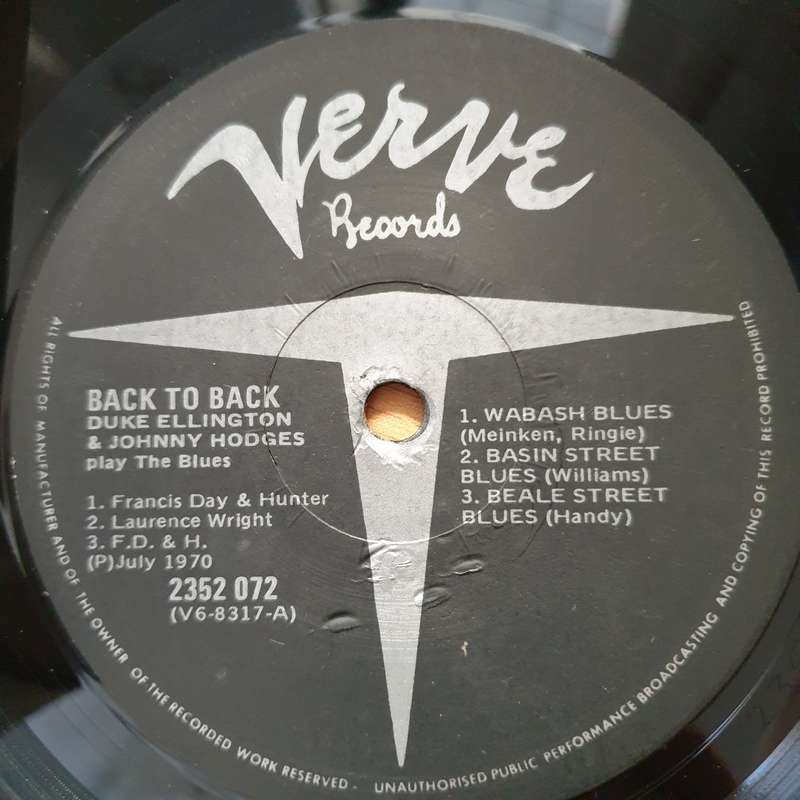 Verve
Records
BACK TO BACK
DUKE ELLINGTON
& JOHNNY HODGES
play The Blues
1. Francis Day & Hunter
2. Laurence Wright
3. F.D. & H.
(P)July 1970
2352 072
(V6-8317-A)
1. WABASH BLUES
(Meinken, Ringie)
2. BASIN STREET
BLUES (Williams)
3. BEALE STREET
BLUES (Handy)
ALL RIGHTS OF MANUFACTURER AND OF THE OWNER OF THE RECORDED WORK RESERVED - UNAUTHORISED PUBLIC PERFORMANCE BROADCASTING AND COPYING OF THIS RECORD PROHIBITED